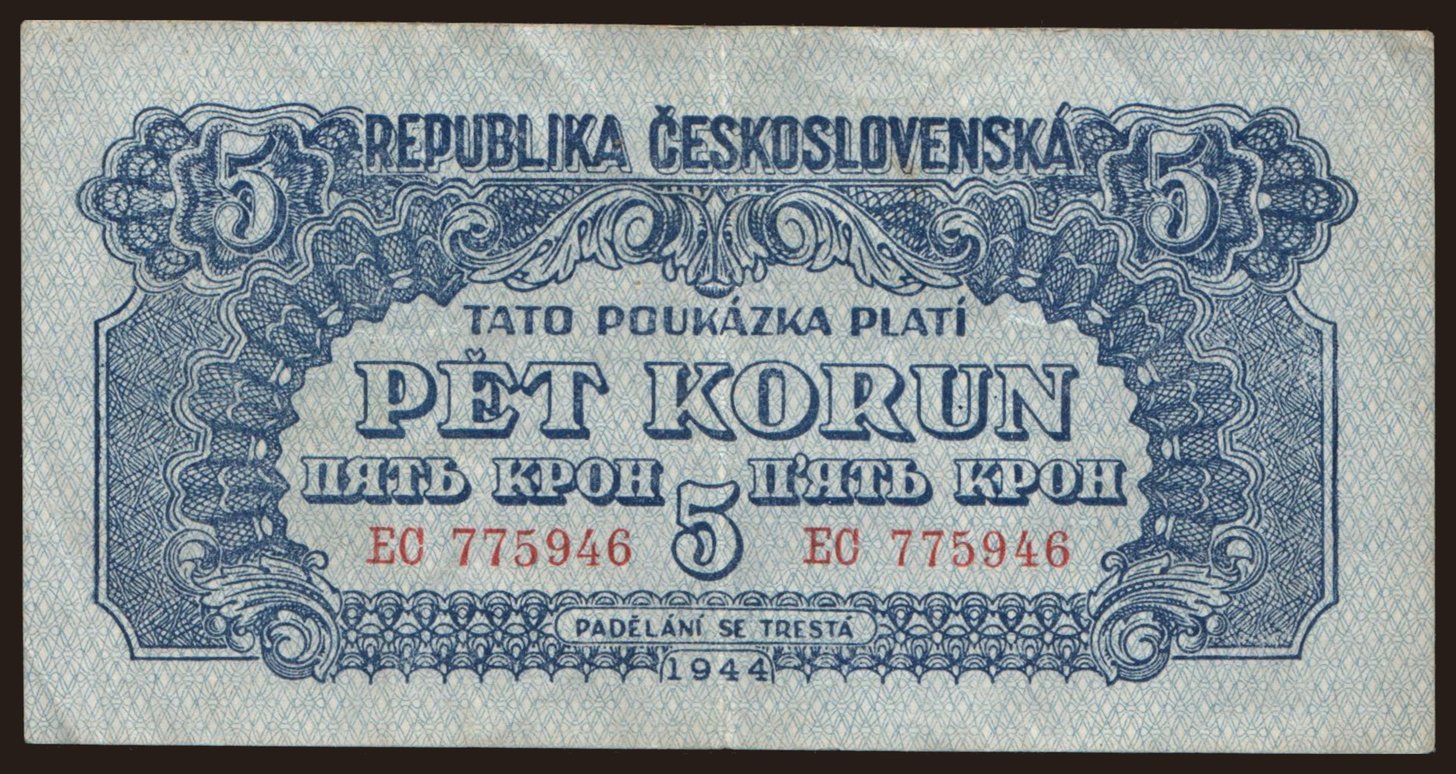 5 REPUBLIKA ČESKOSLOVENSKÁ 5
TATO POUKÁZKA PLATÍ
PĚT KORUN
ПЯТЬ КРОН 5 П'ЯТЬ КРОН
EC 775946 EC 775946
PADĚLÁNÍ SE TRESTÁ
1944